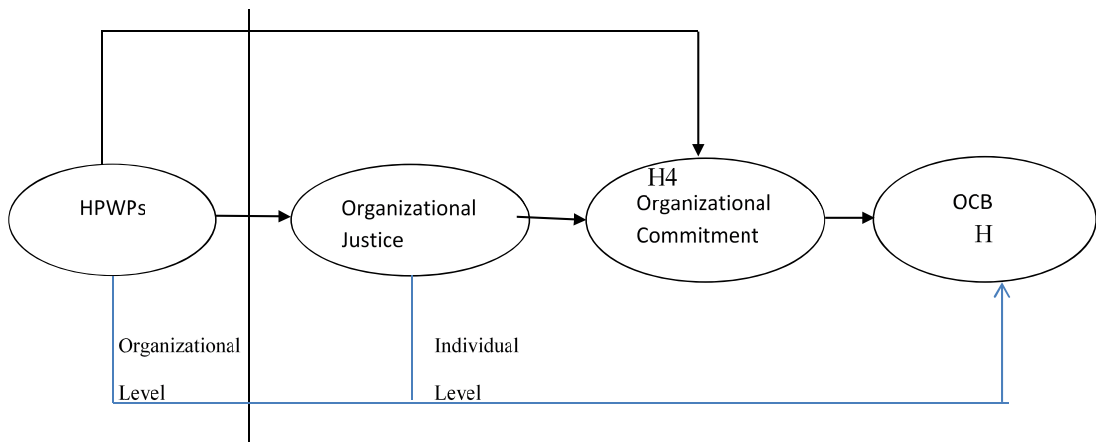 HPWPs
Organizational
Justice
H4
Organizational
Commitment
OCB
H
Organizational
Level
Individual
Level